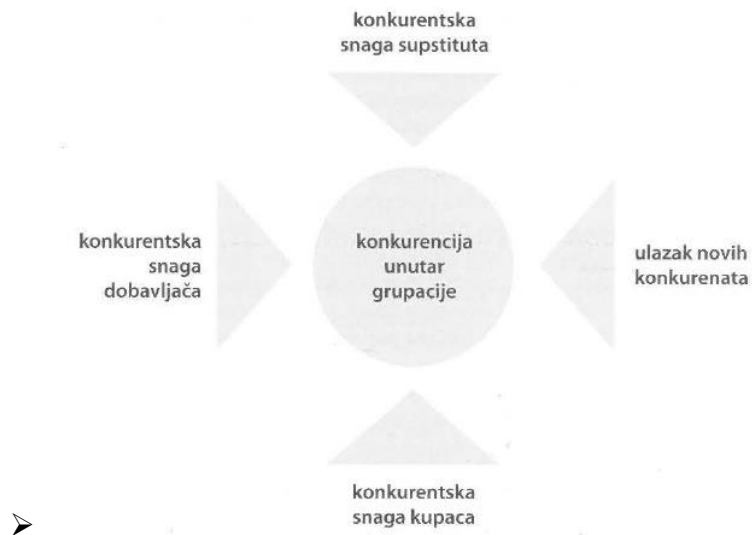 konkurentska
snaga supstituta
konkurentska
snaga
dobavljača
konkurencija
unutar
grupacije
ulazak novih
konkurenata
konkurentska
snaga kupaca